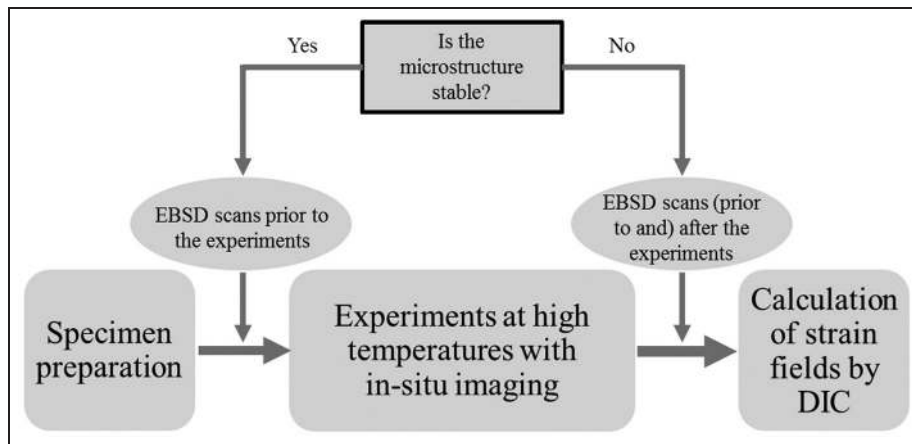 Yes
Is the
microstructure
stable?
No
EBSD scans prior to
the experiments
EBSD scans (prior
to and) after the
experiments
Specimen
preparation
Experiments at high
temperatures with
in-situ imaging
Calculation
of strain
fields by
DIC